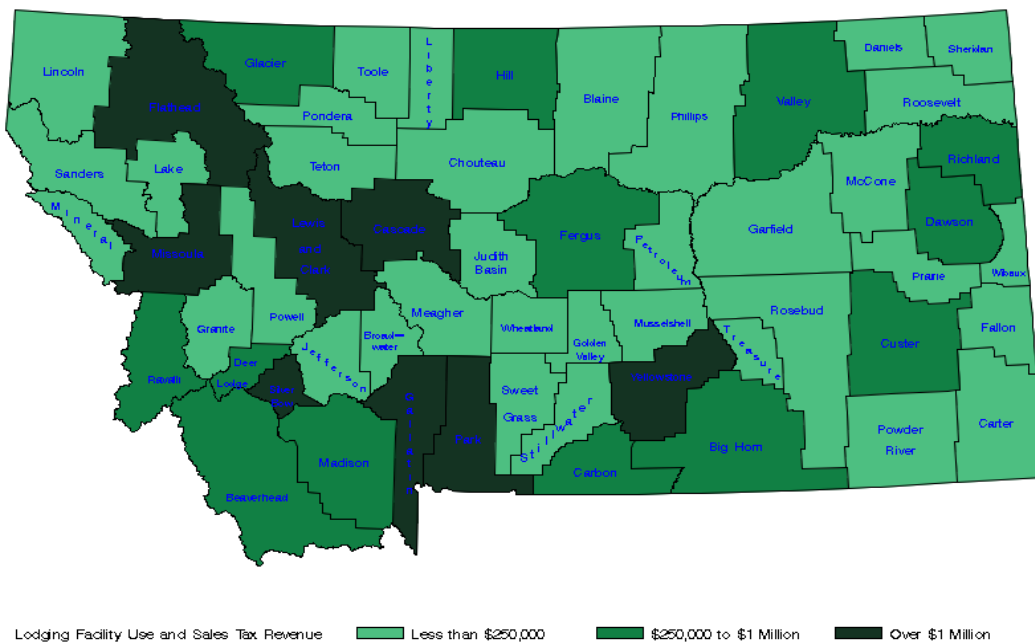 Lincoln
Flathead
Glacier
Toole
Liberty
Hill
Blaine
Phillips
Valley
Daniels
Sheridan
Roosevelt
Pondera
Teton
Chouteau
Sanders
Lake
Mineral
Missoula
Lewis
and
Clark
Cascade
Judith
Basin
Fergus
Petroleum
Garfield
McCone
Richland
Dawson
Prarie
Wibaux
Granite
Powell
Meagher
Broad—
water
Jefferson
Wheatland
Golden
Valley
Musselshell
Treasure
Rosebud
Custer
Fallon
Ravalli
Deer
Lodge
Silver
Bow
Gallatin
Park
Sweet
Grass
Stillwater
Yellowstone
Big Horn
Powder
River
Carter
Beaverhead
Madison
Carbon
Lodging Facility Use and Sales Tax Revenue Less than $250,000 $250,000 to $1 Million Over $1 Million